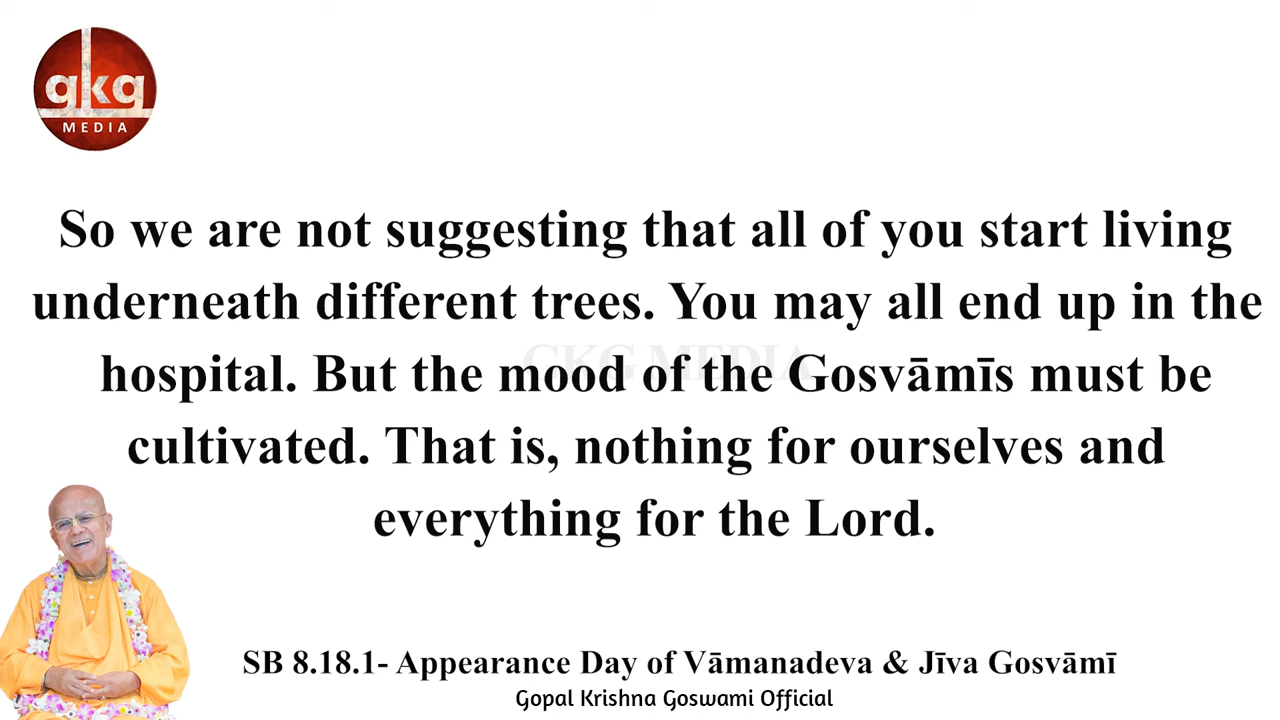 gkg
MEDIA
So we are not suggesting that all of you start living
underneath different trees. You may all end up in the
GKG MEDIA
hospital. But the mood of the Gosvāmīs must be
cultivated. That is, nothing for ourselves and
everything for the Lord.
SB 8.18.1- Appearance Day of Vāmanadeva & Jīva Gosvāmī
Gopal Krishna Goswami Official